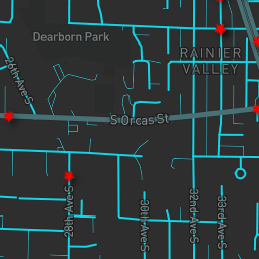 Dearborn Park
RAINIER
VALLEY
26th Ave S
S Orcas St
28th Ave S
30th Ave S
32nd Ave S
33rd Ave S